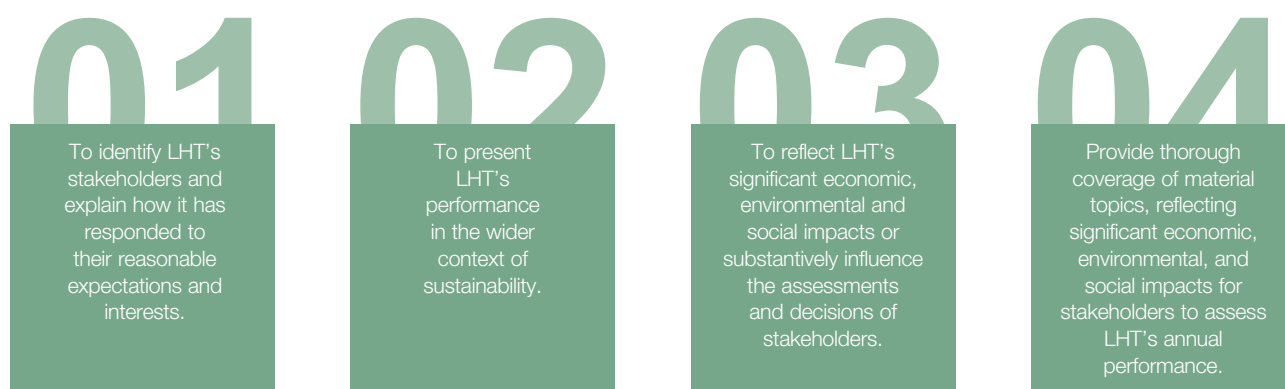 01
To identify LHT's
stakeholders and
explain how it has
responded to
their reasonable
expectations and
interests.
02
To present
LHT's
performance
in the wider
context of
sustainability.
03
To reflect LHT's
significant economic,
environmental and
social impacts or
substantively influence
the assessments
and decisions of
stakeholders.
04
Provide thorough
coverage of material
topics, reflecting
significant economic,
environmental, and
social impacts for
stakeholders to assess
LHT's annual
performance.